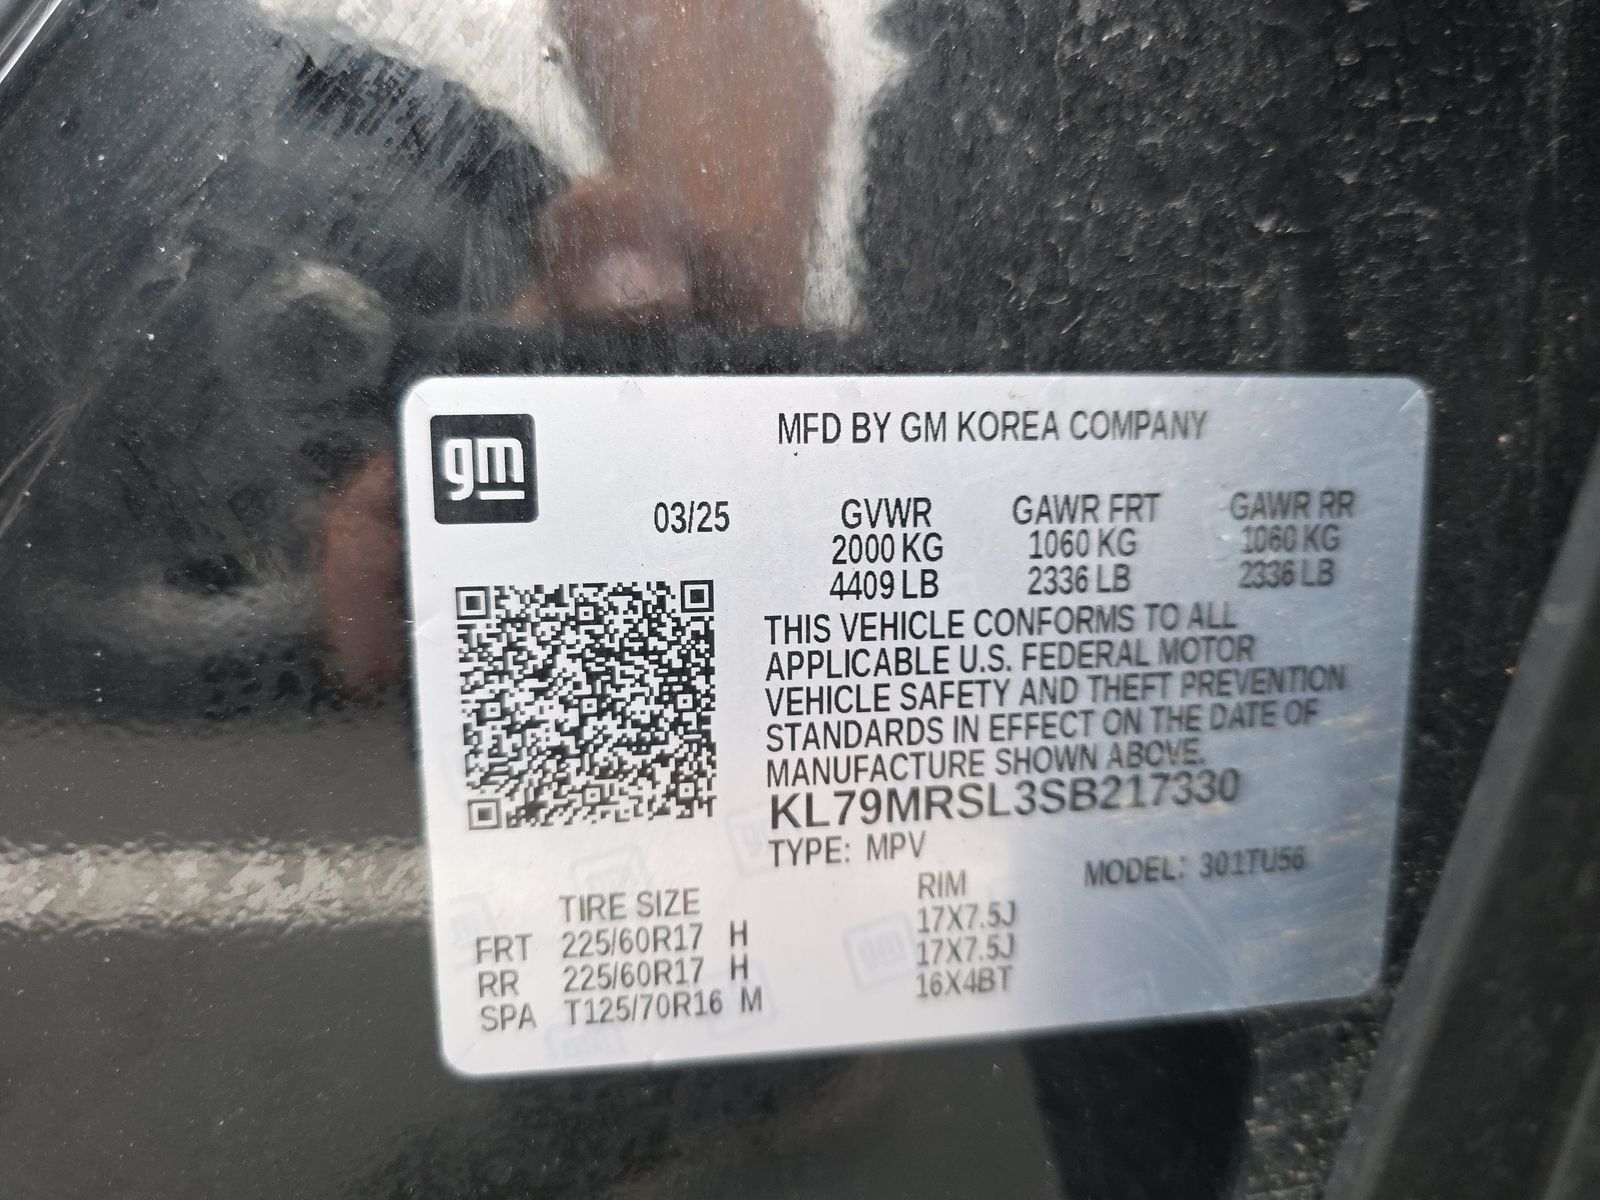 gm
MFD BY GM KOREA COMPANY
03/25
GVWR GAWR FRT GAWR RR
2000 KG 1060 KG 1060 KG
4409 LB 2336 LB 2336 LB
THIS VEHICLE CONFORMS TO ALL
APPLICABLE U.S. FEDERAL MOTOR
VEHICLE SAFETY AND THEFT PREVENTION
STANDARDS IN EFFECT ON THE DATE OF
MANUFACTURE SHOWN ABOVE.
KL79MRSL3SB217330
TYPE: MPV MODEL: 301TU56
TIRE SIZE RIM
FRT 225/60R17 H 17X7.5J
RR 225/60R17 H 17X7.5J
SPA T125/70R16 M 16X4BT